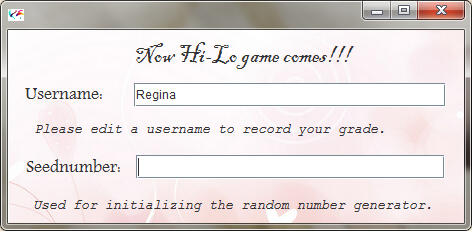 Now Hi-Lo game comes!!!
Username: Regina
Please edit a username to record your grade.
Seednumber:
Used for initializing the random number generator.